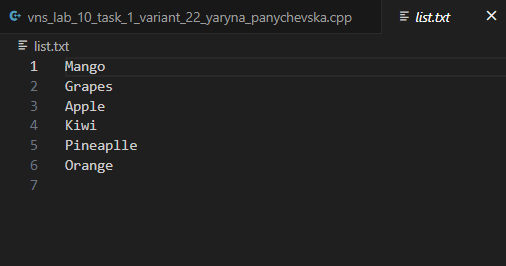 vns_lab_10_task_1_variant_22_yaryna_panychevska.cpp list.txt
list.txt
1 Mango
2 Grapes
3 Apple
4 Kiwi
5 Pineaplle
6 Orange
7